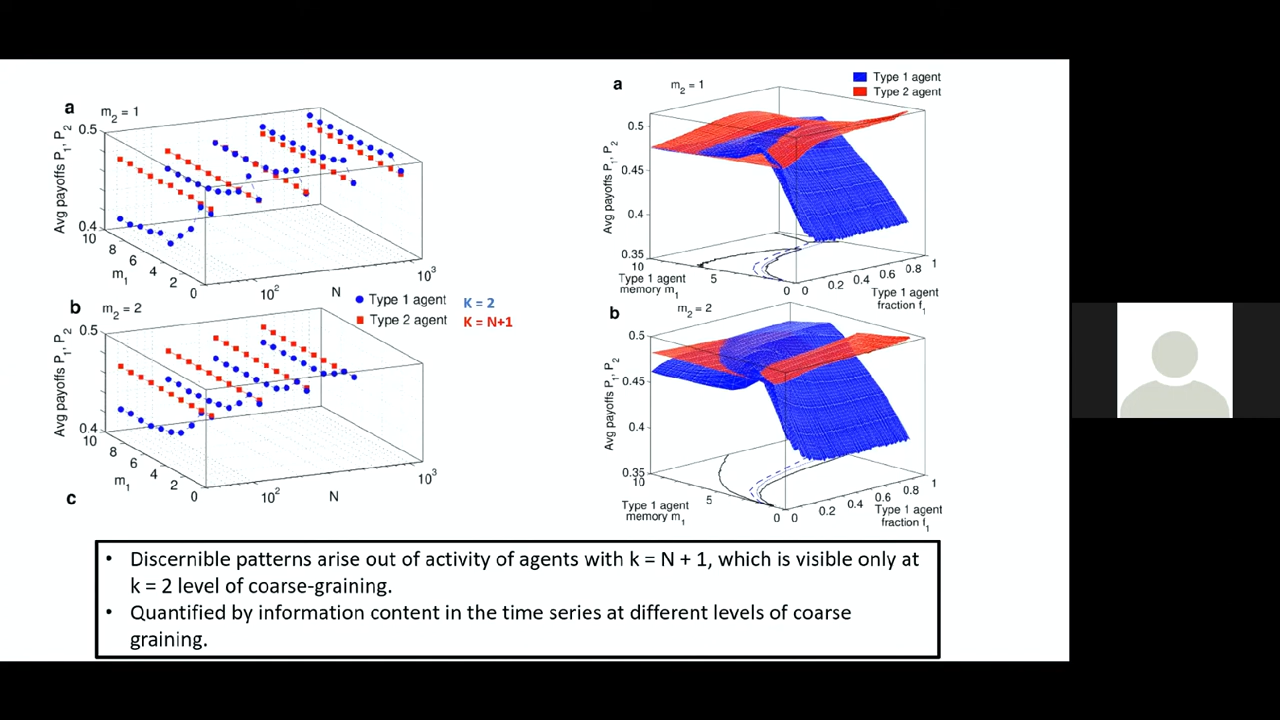 a
m2 = 1
Avg payoffs P1, P2
0.5
0.4
10
8
6
4
2
0
m1
10²
N
10³
Type 1 agent
K = 2
Type 2 agent
K = N+1
b
m2 = 2
Avg payoffs P1, P2
0.5
0.4
10
8
6
4
2
0
m1
10²
N
10³
c
a
m2 = 1
Type 1 agent
Type 2 agent
Avg payoffs P1, P2
0.5
0.45
0.4
0.35
10
5
0
Type 1 agent
memory m1
0
0.2
0.4
0.6
0.8
1
Type 1 agent
fraction f1
b
m2 = 2
Avg payoffs P1, P2
0.5
0.45
0.4
0.35
10
5
0
Type 1 agent
memory m1
0
0.2
0.4
0.6
0.8
1
Type 1 agent
fraction f1
• Discernible patterns arise out of activity of agents with k = N + 1, which is visible only at
k = 2 level of coarse-graining.
• Quantified by information content in the time series at different levels of coarse
graining.